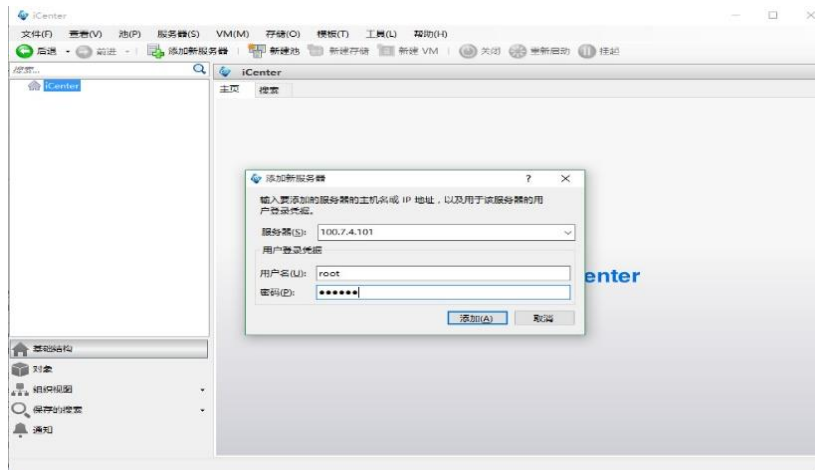 iCenter
文件(F) 查看(V) 池(P) 服务器(S) VM(M) 存储(O) 模板(T) 工具(L) 帮助(H)
后退 前进 添加新服务器 新建池 新建存储 新建 VM 关闭 重新启动 挂起
搜索...
iCenter
iCenter
主页 搜索
添加新服务器
输入要添加的服务器的主机名或 IP 地址，以及用于该服务器的用
户登录凭据。
服务器(S): 100.7.4.101
用户登录凭据
用户名(U): root
密码(P): ●●●●●●
添加(A) 取消
enter
基础结构
对象
组织视图
保存的搜索
通知